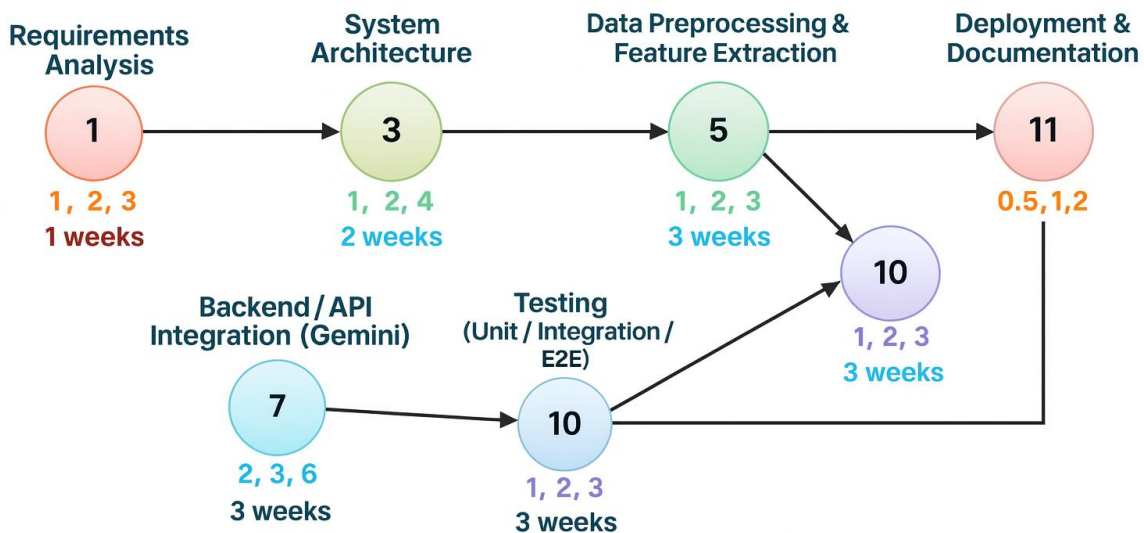 Requirements
Analysis
1
1, 2, 3
1 weeks
System
Architecture
3
1, 2, 4
2 weeks
Data Preprocessing &
Feature Extraction
5
1, 2, 3
3 weeks
Deployment &
Documentation
11
0.5,1,2
10
1, 2, 3
3 weeks
Backend / API
Integration (Gemini)
7
2, 3, 6
3 weeks
Testing
(Unit / Integration /
E2E)
10
1, 2, 3
3 weeks